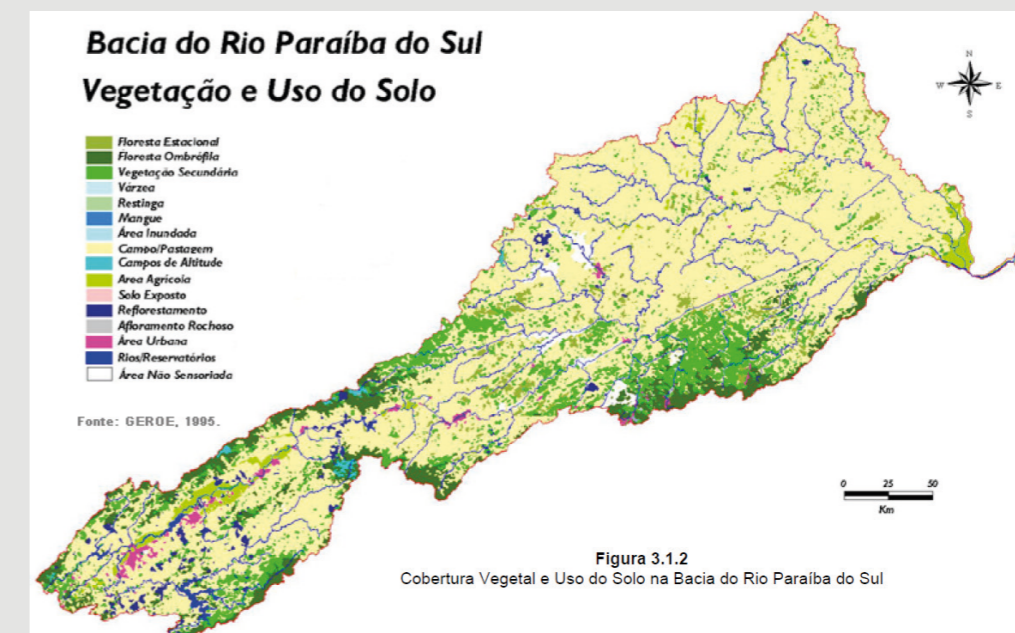 Bacia do Rio Paraíba do Sul
Vegetação e Uso do Solo
N
W E
S
Floresta Estacional
Floresta Ombrófila
Vegetação Secundária
Várzea
Restinga
Mangue
Área Inundada
Campo/Pastagem
Campos de Altitude
Área Agrícola
Solo Exposto
Reflorestamento
Afloramento Rochoso
Área Urbana
Rios/Reservatórios
Área Não Sensoriada
Fonte: GEROE, 1995.
0 25 50
Km
Figura 3.1.2
Cobertura Vegetal e Uso do Solo na Bacia do Rio Paraíba do Sul